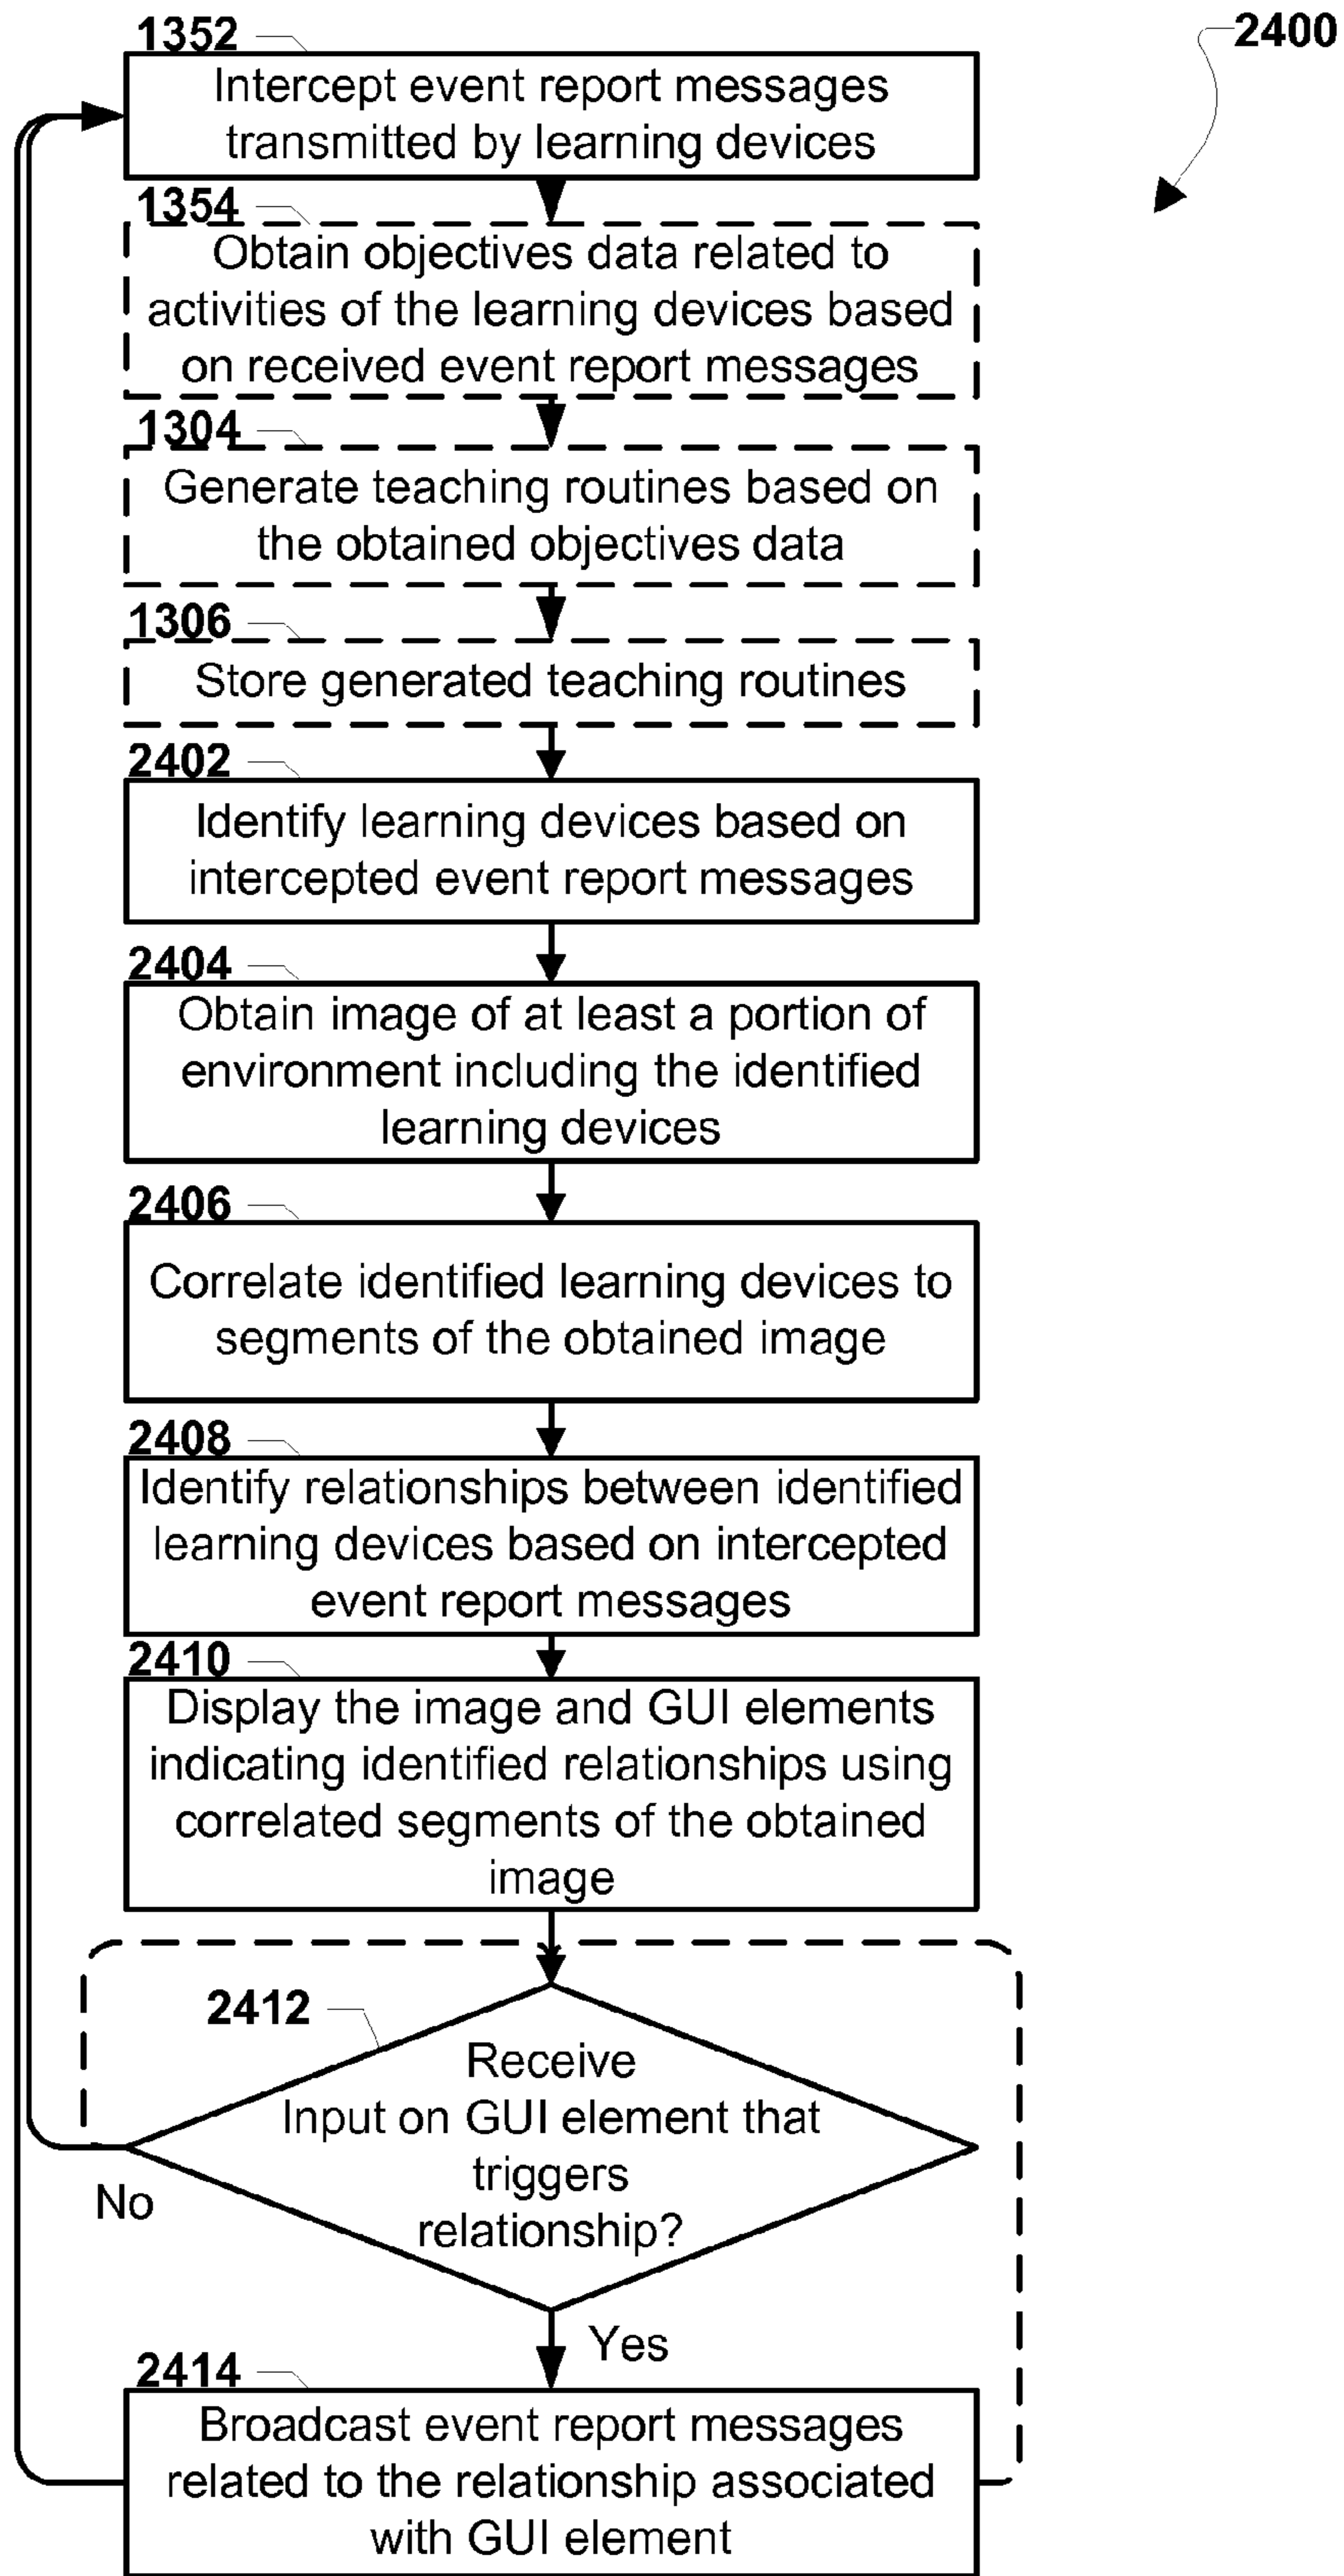 1352
2400
Intercept event report messages
transmitted by learning devices
1354
Obtain objectives data related to
activities of the learning devices based
on received event report messages
1304
Generate teaching routines based on
the obtained objectives data
1306
Store generated teaching routines
2402
Identify learning devices based on
intercepted event report messages
2404
Obtain image of at least a portion of
environment including the identified
learning devices
2406
Correlate identified learning devices to
segments of the obtained image
2408
Identify relationships between identified
learning devices based on intercepted
event report messages
2410
Display the image and GUI elements
indicating identified relationships using
correlated segments of the obtained
image
2412
Receive
Input on GUI element that
triggers
relationship?
No
Yes
2414
Broadcast event report messages
related to the relationship associated
with GUI element